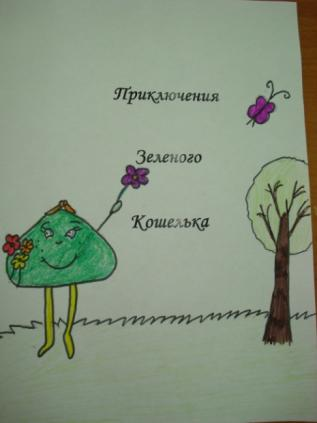 Приключения
Зеленого
Кошелька